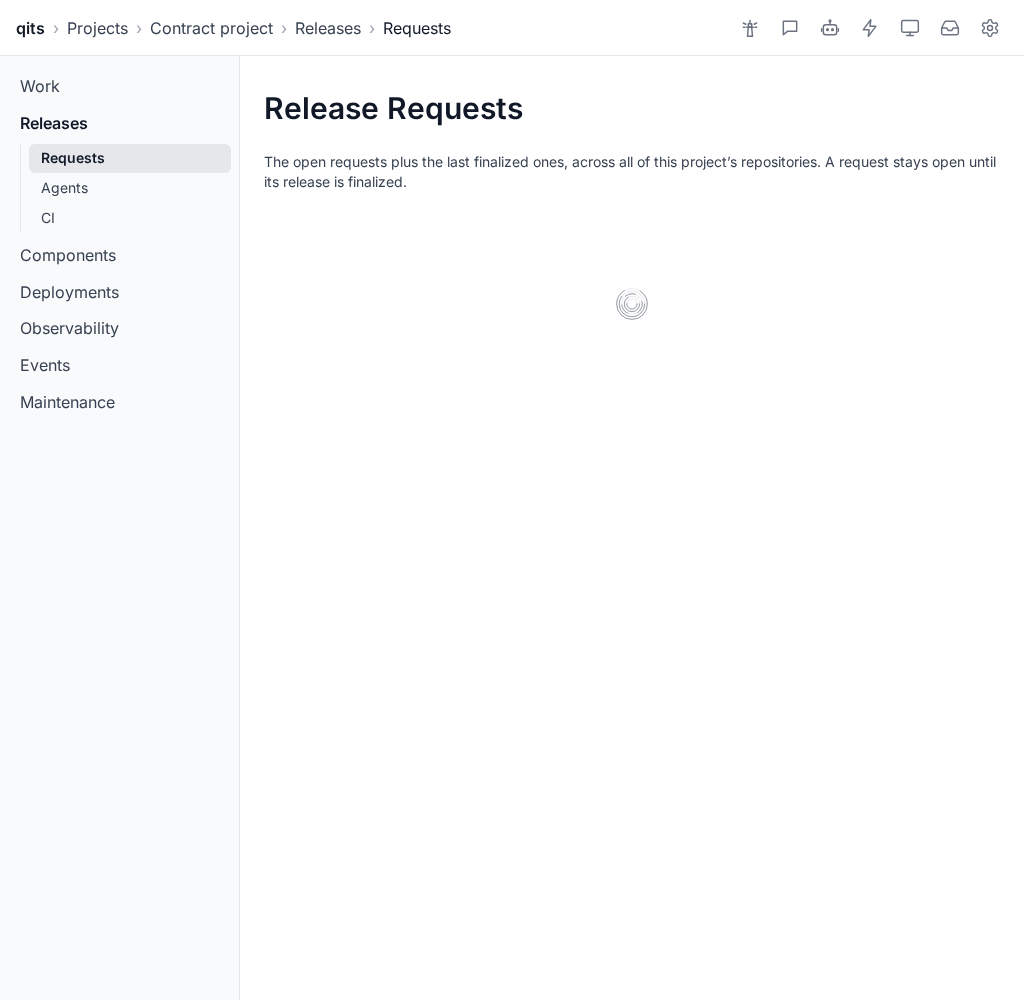 qits › Projects › Contract project › Releases › Requests
Work
Releases
Requests
Agents
CI
Components
Deployments
Observability
Events
Maintenance
Release Requests
The open requests plus the last finalized ones, across all of this project’s repositories. A request stays open until
its release is finalized.